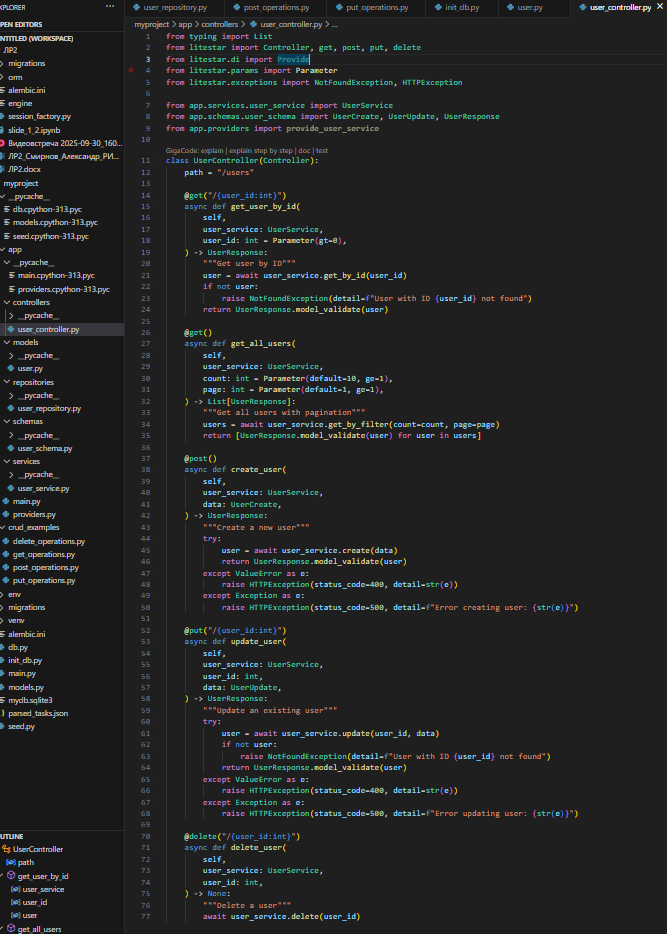 EXPLORER
OPEN EDITORS
UNTITLED (WORKSPACE)
ЛР2
migrations
orm
alembic.ini
engine
session_factory.py
slide_1_2.ipynb
Видеовстреча 2025-09-30_160...
ЛР2_Смирнов_Александр_РИ...
ЛР2.docx
myproject
__pycache__
db.cpython-313.pyc
models.cpython-313.pyc
seed.cpython-313.pyc
app
__pycache__
main.cpython-313.pyc
providers.cpython-313.pyc
controllers
__pycache__
user_controller.py
models
__pycache__
user.py
repositories
__pycache__
user_repository.py
schemas
__pycache__
user_schema.py
services
__pycache__
user_service.py
main.py
providers.py
crud_examples
delete_operations.py
get_operations.py
post_operations.py
put_operations.py
env
migrations
venv
alembic.ini
db.py
init_db.py
main.py
models.py
mydb.sqlite3
parsed_tasks.json
seed.py
OUTLINE
UserController
path
get_user_by_id
user_service
user_id
user
get_all_users
user_repository.py
post_operations.py
put_operations.py
init_db.py
user.py
user_controller.py
myproject > app > controllers > user_controller.py > ...
1 from typing import List
2 from litestar import Controller, get, post, put, delete
3 from litestar.di import Provide
4 from litestar.params import Parameter
5 from litestar.exceptions import NotFoundException, HTTPException
6
7 from app.services.user_service import UserService
8 from app.schemas.user_schema import UserCreate, UserUpdate, UserResponse
9 from app.providers import provide_user_service
10
GigaCode: explain | explain step by step | doc | test
11 class UserController(Controller):
12     path = "/users"
13
14     @get("/{user_id:int}")
15     async def get_user_by_id(
16         self,
17         user_service: UserService,
18         user_id: int = Parameter(gt=0),
19     ) -> UserResponse:
20         """Get user by ID"""
21         user = await user_service.get_by_id(user_id)
22         if not user:
23             raise NotFoundException(detail=f"User with ID {user_id} not found")
24         return UserResponse.model_validate(user)
25
26     @get()
27     async def get_all_users(
28         self,
29         user_service: UserService,
30         count: int = Parameter(default=10, ge=1),
31         page: int = Parameter(default=1, ge=1),
32     ) -> List[UserResponse]:
33         """Get all users with pagination"""
34         users = await user_service.get_by_filter(count=count, page=page)
35         return [UserResponse.model_validate(user) for user in users]
36
37     @post()
38     async def create_user(
39         self,
40         user_service: UserService,
41         data: UserCreate,
42     ) -> UserResponse:
43         """Create a new user"""
44         try:
45             user = await user_service.create(data)
46             return UserResponse.model_validate(user)
47         except ValueError as e:
48             raise HTTPException(status_code=400, detail=str(e))
49         except Exception as e:
50             raise HTTPException(status_code=500, detail=f"Error creating user: {str(e)}")
51
52     @put("/{user_id:int}")
53     async def update_user(
54         self,
55         user_service: UserService,
56         user_id: int,
57         data: UserUpdate,
58     ) -> UserResponse:
59         """Update an existing user"""
60         try:
61             user = await user_service.update(user_id, data)
62             if not user:
63                 raise NotFoundException(detail=f"User with ID {user_id} not found")
64             return UserResponse.model_validate(user)
65         except ValueError as e:
66             raise HTTPException(status_code=400, detail=str(e))
67         except Exception as e:
68             raise HTTPException(status_code=500, detail=f"Error updating user: {str(e)}")
69
70     @delete("/{user_id:int}")
71     async def delete_user(
72         self,
73         user_service: UserService,
74         user_id: int,
75     ) -> None:
76         """Delete a user"""
77         await user_service.delete(user_id)